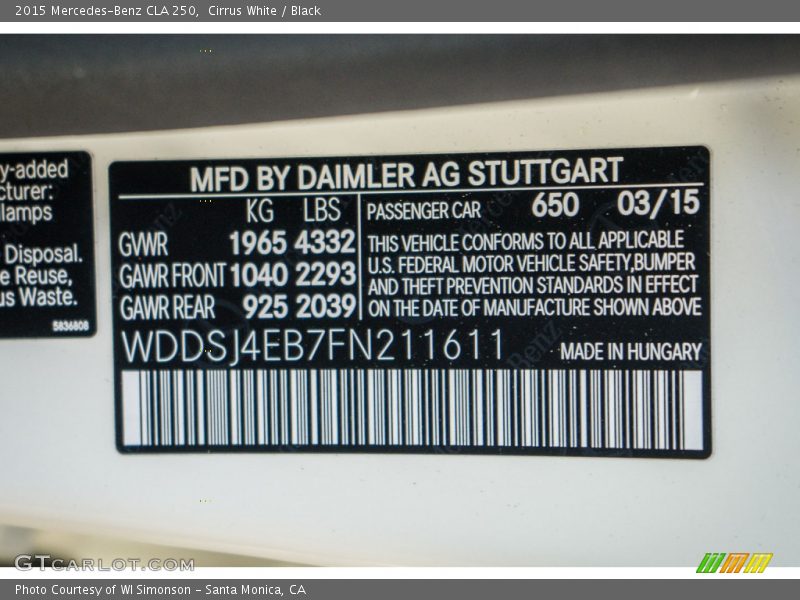 2015 Mercedes-Benz CLA 250,  Cirrus White / Black
y-added
cturer:
lamps
Disposal.
e Reuse,
us Waste.
5836808
MFD BY DAIMLER AG STUTTGART
KG LBS
GWR 1965 4332
GAWR FRONT 1040 2293
GAWR REAR 925 2039
PASSENGER CAR 650 03/15
THIS VEHICLE CONFORMS TO ALL APPLICABLE
U.S. FEDERAL MOTOR VEHICLE SAFETY,BUMPER
AND THEFT PREVENTION STANDARDS IN EFFECT
ON THE DATE OF MANUFACTURE SHOWN ABOVE
WDDSJ4EB7FN211611 MADE IN HUNGARY
GTCARLOT.COM
Photo Courtesy of WI Simonson - Santa Monica, CA